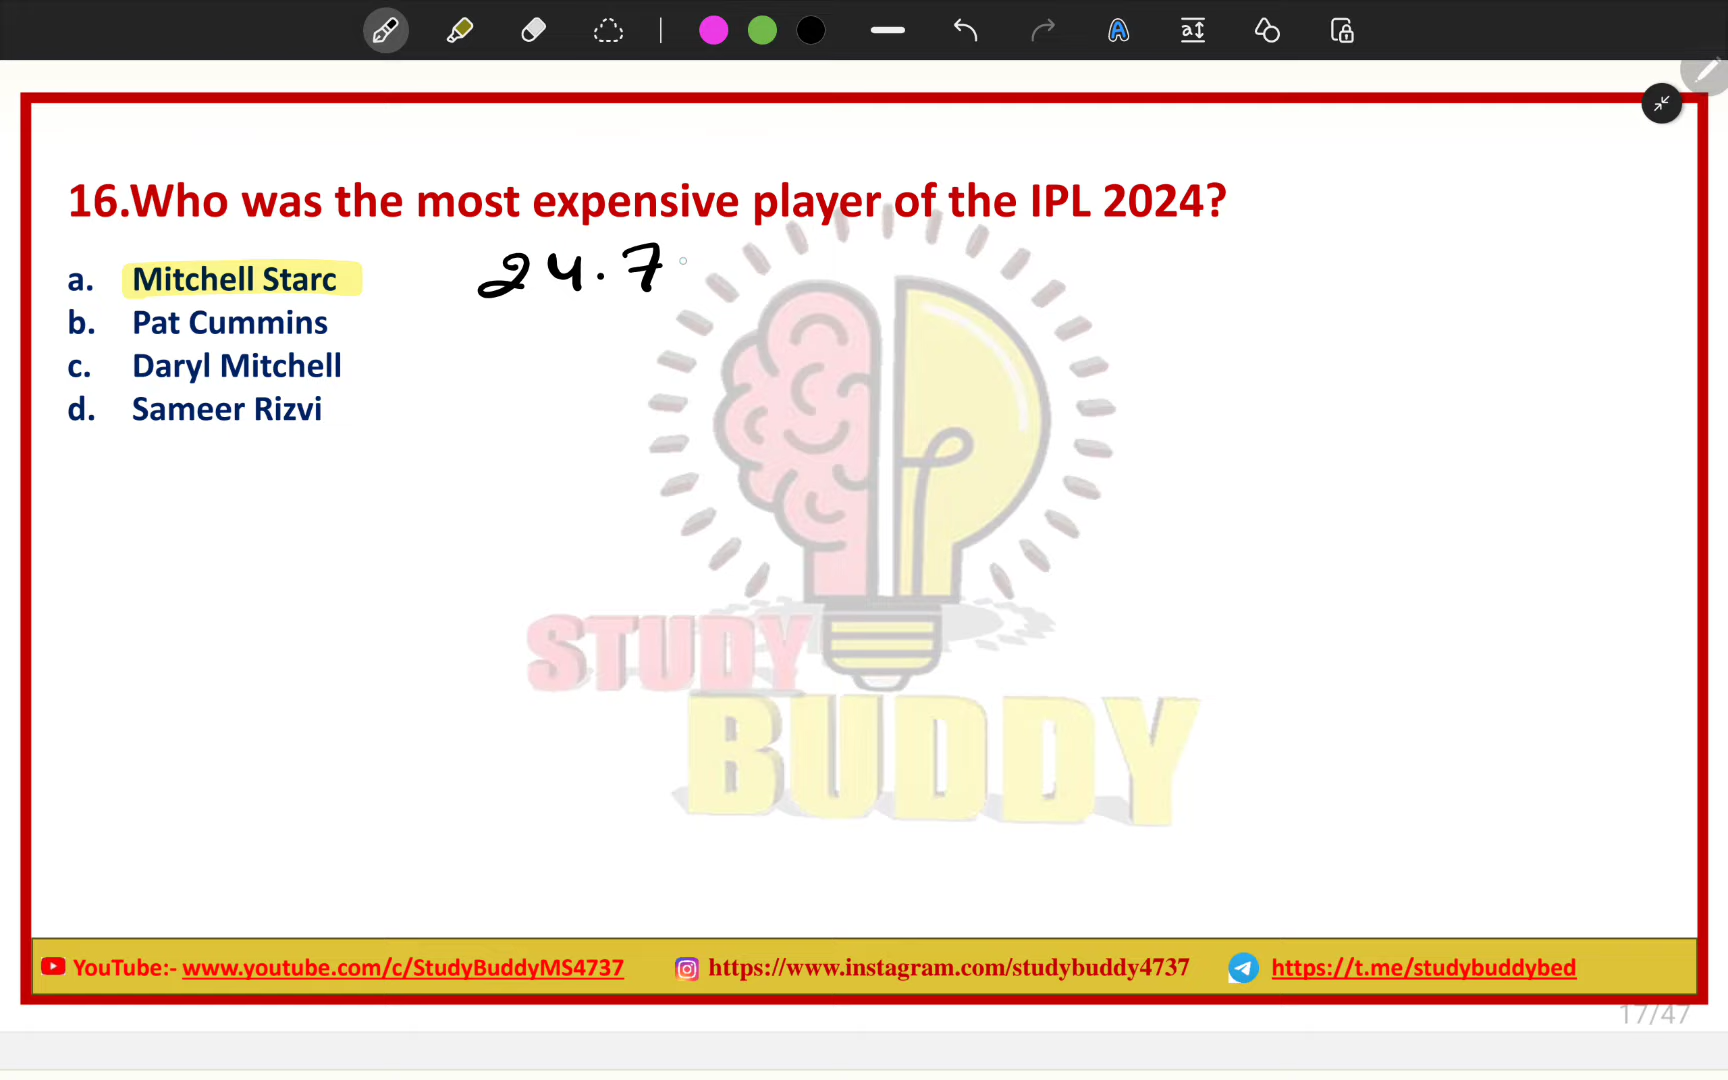 16.Who was the most expensive player of the IPL 2024?
24.7
a. Mitchell Starc
b. Pat Cummins
c. Daryl Mitchell
d. Sameer Rizvi
STUDY
BUDDY
YouTube:- www.youtube.com/c/StudyBuddyMS4737 https://www.instagram.com/studybuddy4737 https://t.me/studybuddybed
17/47